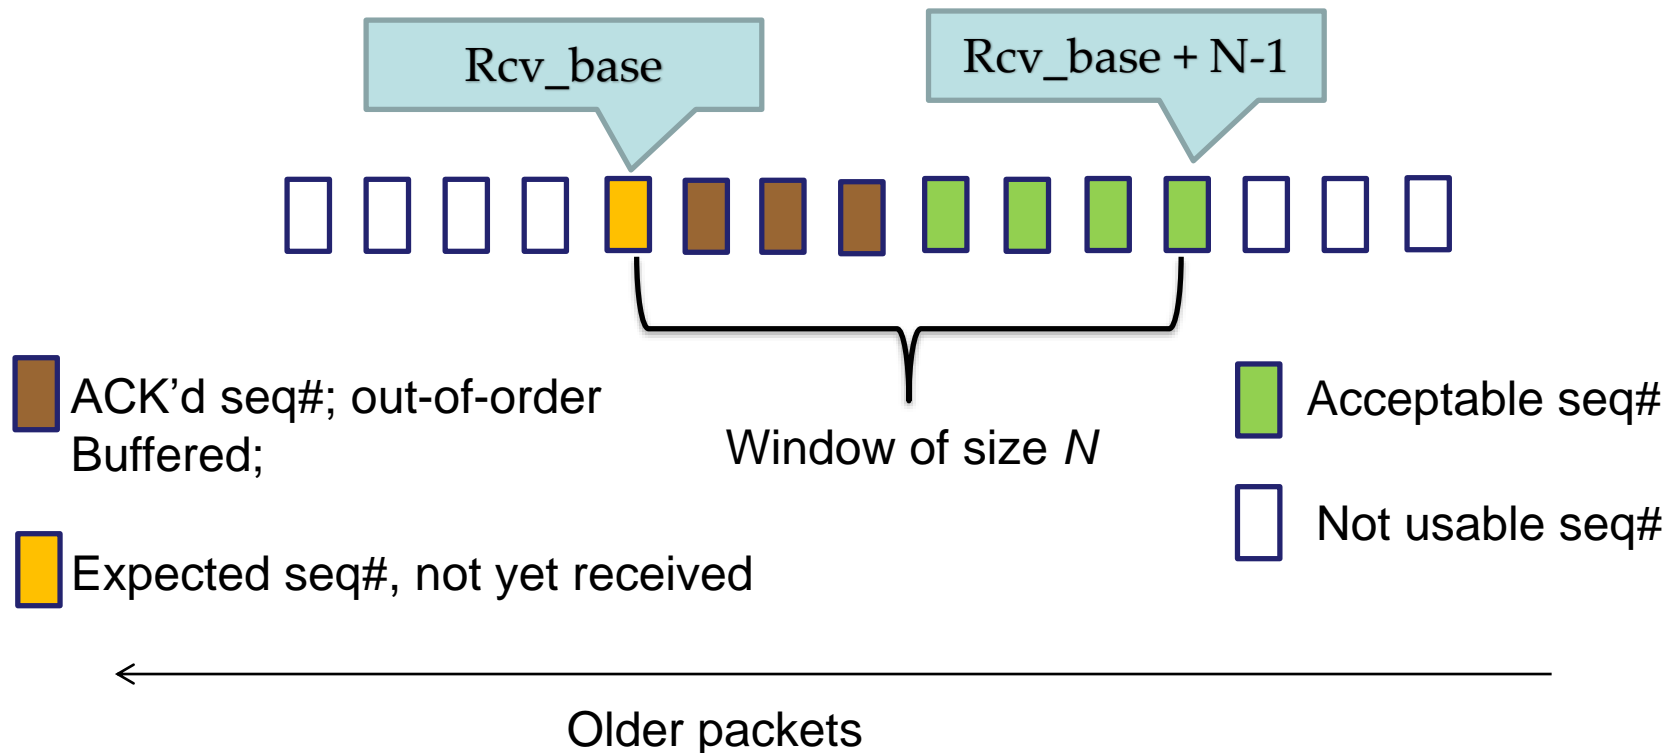 Rcv_base
Rcv_base + N-1
ACK’d seq#; out-of-order
Buffered;
Window of size N
Acceptable seq#
Not usable seq#
Expected seq#, not yet received
Older packets